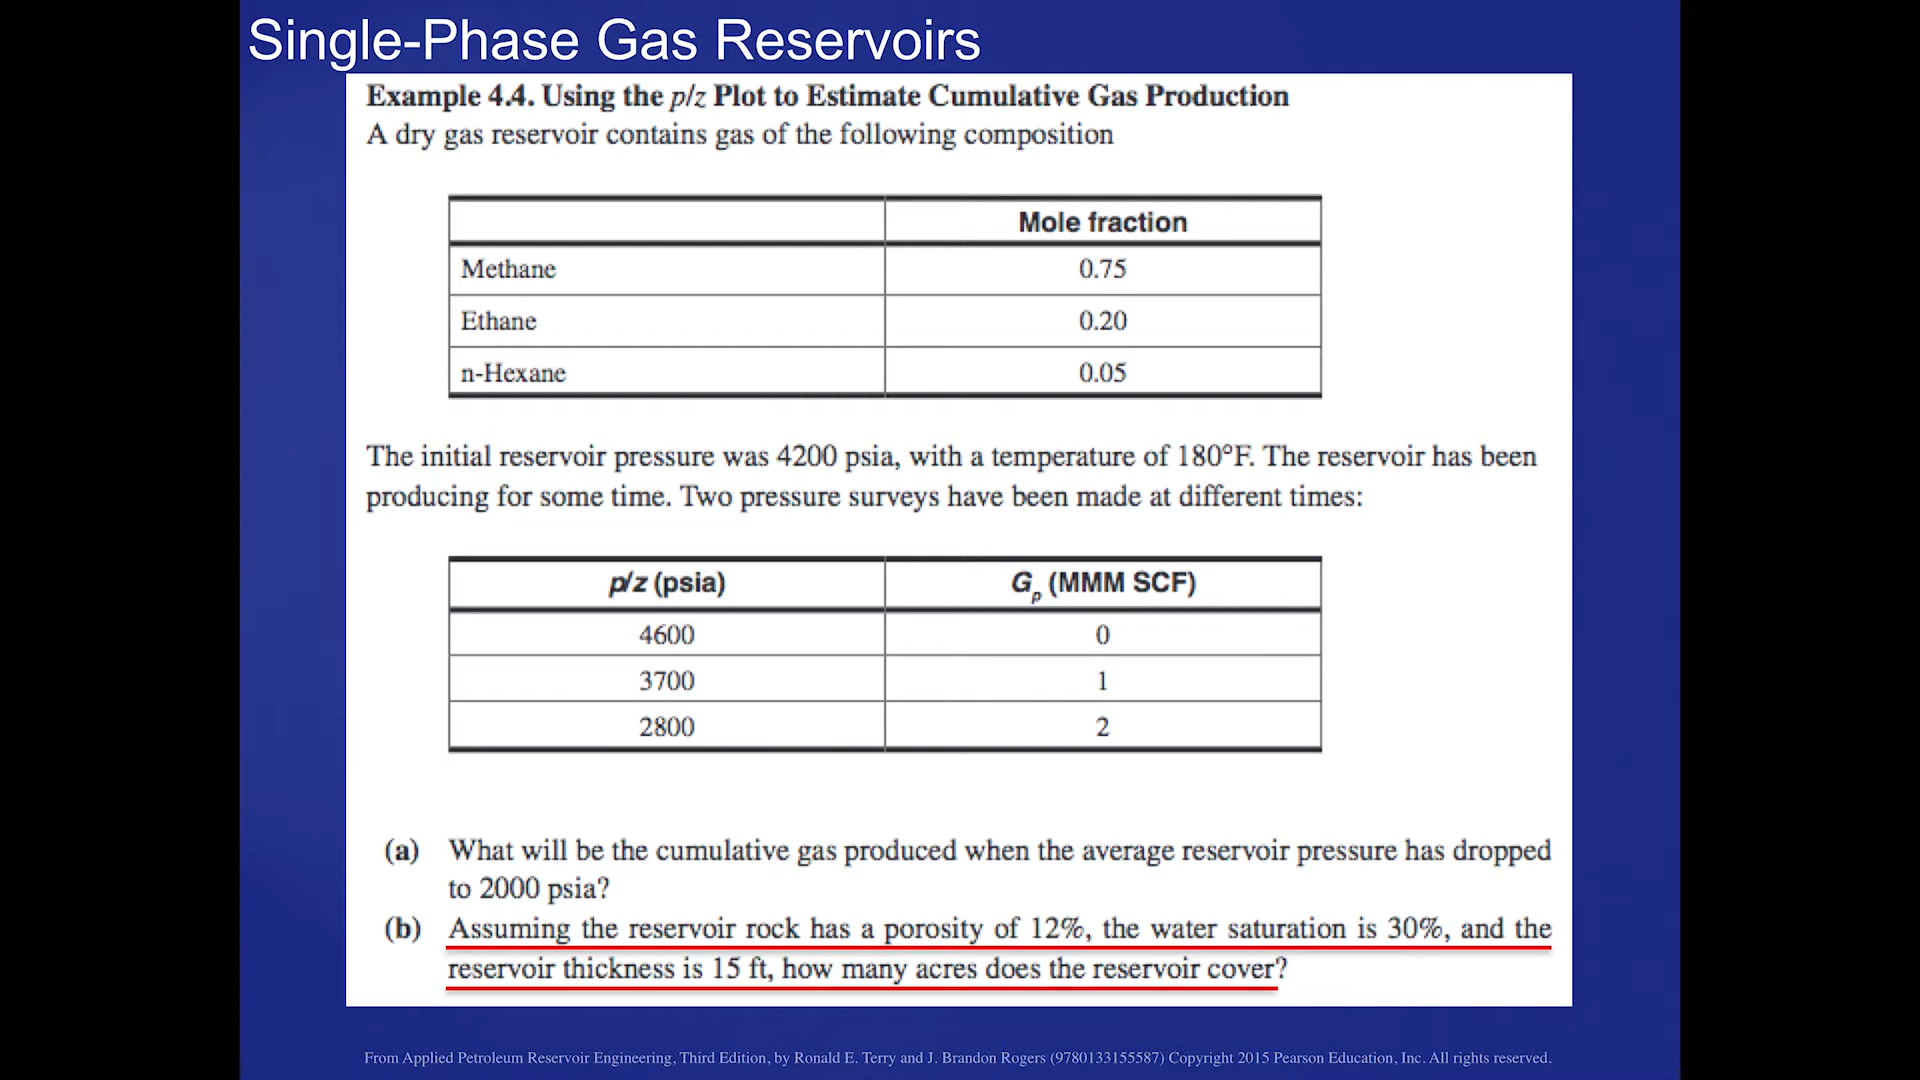 Single-Phase Gas Reservoirs
Example 4.4. Using the p/z Plot to Estimate Cumulative Gas Production
A dry gas reservoir contains gas of the following composition
Mole fraction
Methane 0.75
Ethane 0.20
n-Hexane 0.05
The initial reservoir pressure was 4200 psia, with a temperature of 180°F. The reservoir has been
producing for some time. Two pressure surveys have been made at different times:
p/z (psia) Gp (MMM SCF)
4600 0
3700 1
2800 2
(a) What will be the cumulative gas produced when the average reservoir pressure has dropped
to 2000 psia?
(b) Assuming the reservoir rock has a porosity of 12%, the water saturation is 30%, and the
reservoir thickness is 15 ft, how many acres does the reservoir cover?
From Applied Petroleum Reservoir Engineering, Third Edition, by Ronald E. Terry and J. Brandon Rogers (9780133155587) Copyright 2015 Pearson Education, Inc. All rights reserved.